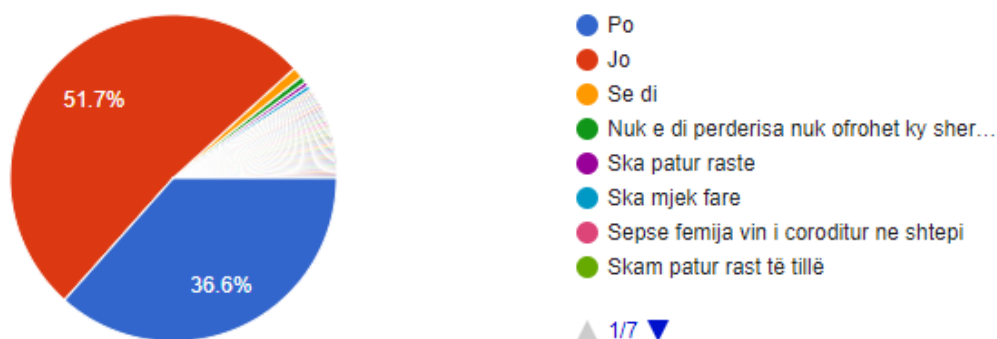 51.7%
36.6%
Po
Jo
Se di
Nuk e di perderisa nuk ofrohet ky sher...
Ska patur raste
Ska mjek fare
Sepse femija vin i coroditur ne shtepi
Skam patur rast të tillë
1/7